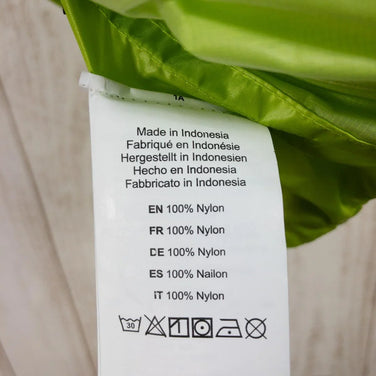 1A
Made in Indonesia
Fabriqué en Indonésie
Hergestellt in Indonesien
Hecho en Indonesia
Fabbricato in Indonesia
EN 100% Nylon
FR 100% Nylon
DE 100% Nylon
ES 100% Nailon
IT 100% Nylon
30